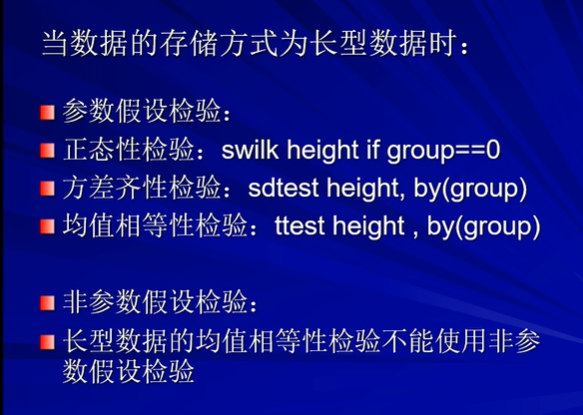 当数据的存储方式为长型数据时：
参数假设检验：
正态性检验：swilk height if group==0
方差齐性检验：sdtest height, by(group)
均值相等性检验：ttest height , by(group)
非参数假设检验：
长型数据的均值相等性检验不能使用非参
数假设检验